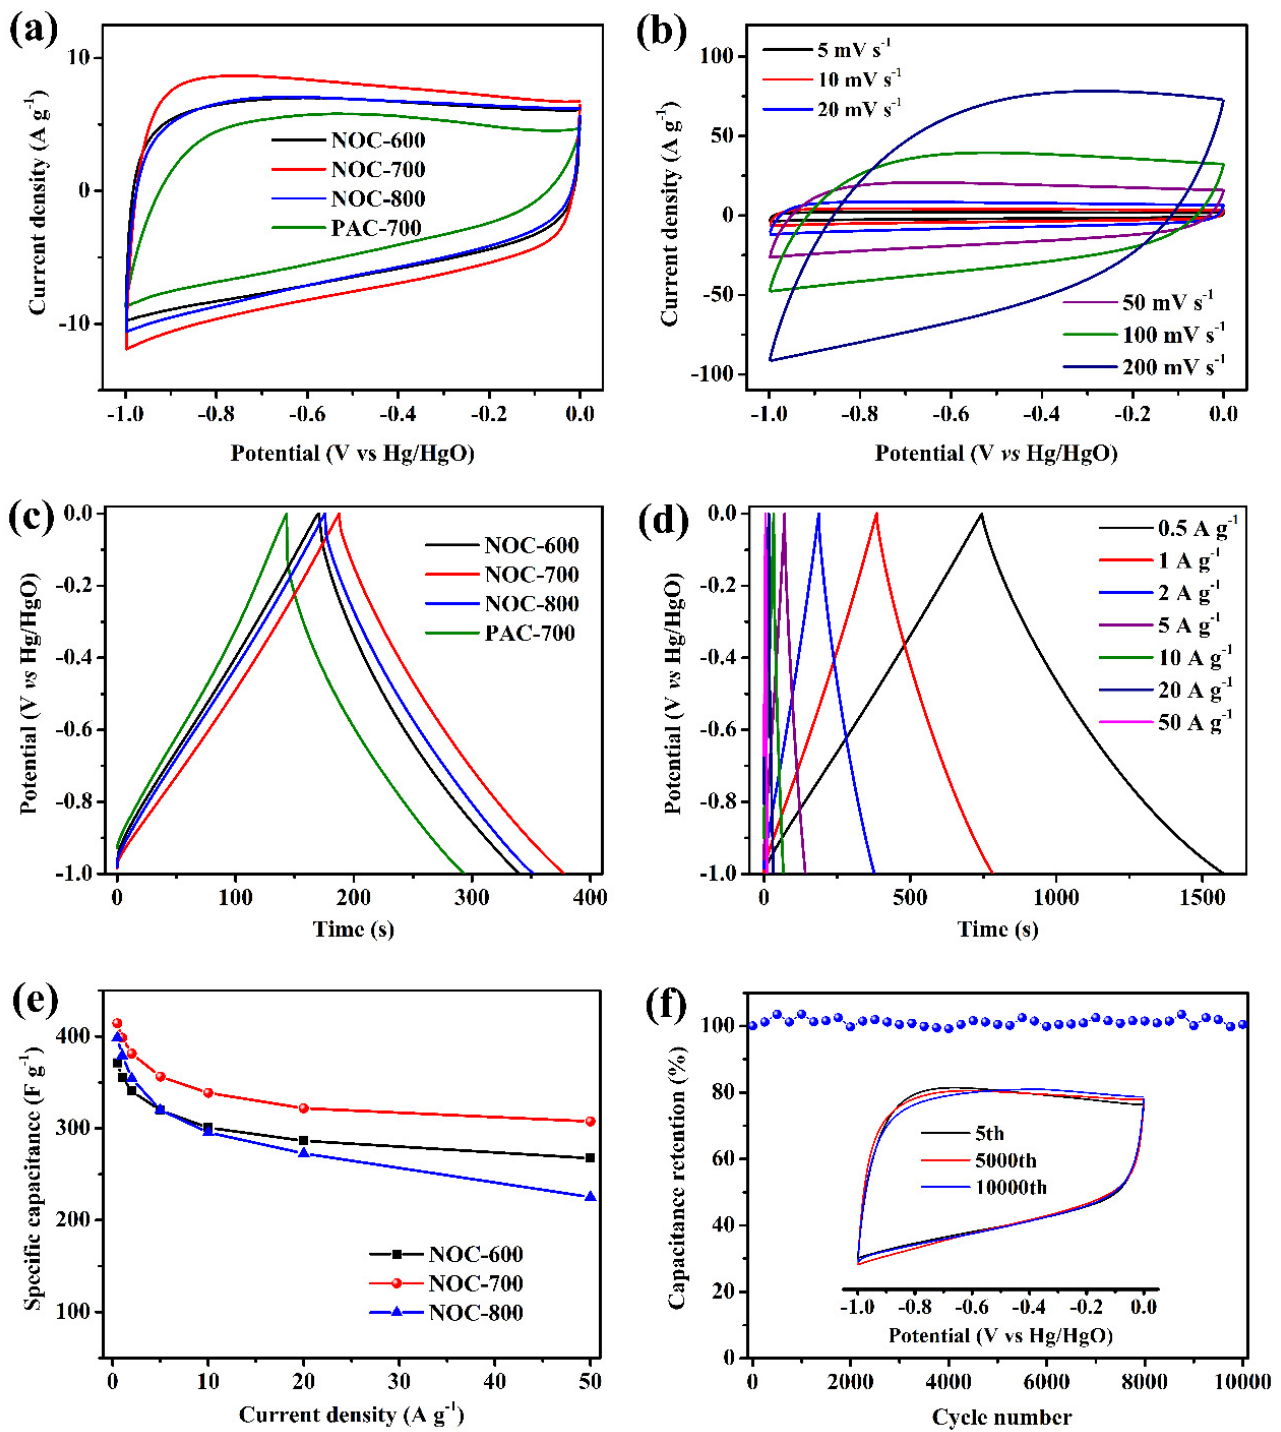 (a)
10
0
-10
Current density (A g-1)
NOC-600
NOC-700
NOC-800
PAC-700
-1.0 -0.8 -0.6 -0.4 -0.2 0.0
Potential (V vs Hg/HgO)
(b)
100
50
0
-50
-100
Current density (A g-1)
5 mV s-1
10 mV s-1
20 mV s-1
50 mV s-1
100 mV s-1
200 mV s-1
-1.0 -0.8 -0.6 -0.4 -0.2 0.0
Potential (V vs Hg/HgO)
(c)
0.0
-0.2
-0.4
-0.6
-0.8
-1.0
Potential (V vs Hg/HgO)
NOC-600
NOC-700
NOC-800
PAC-700
0 100 200 300 400
Time (s)
(d)
0.0
-0.2
-0.4
-0.6
-0.8
-1.0
Potential (V vs Hg/HgO)
0.5 A g-1
1 A g-1
2 A g-1
5 A g-1
10 A g-1
20 A g-1
50 A g-1
0 500 1000 1500
Time (s)
(e)
400
300
200
100
Specific capacitance (F g-1)
NOC-600
NOC-700
NOC-800
0 10 20 30 40 50
Current density (A g-1)
(f)
100
80
60
40
20
0
Capacitance retention (%)
5th
5000th
10000th
-1.0 -0.8 -0.6 -0.4 -0.2 0.0
Potential (V vs Hg/HgO)
0 2000 4000 6000 8000 10000
Cycle number